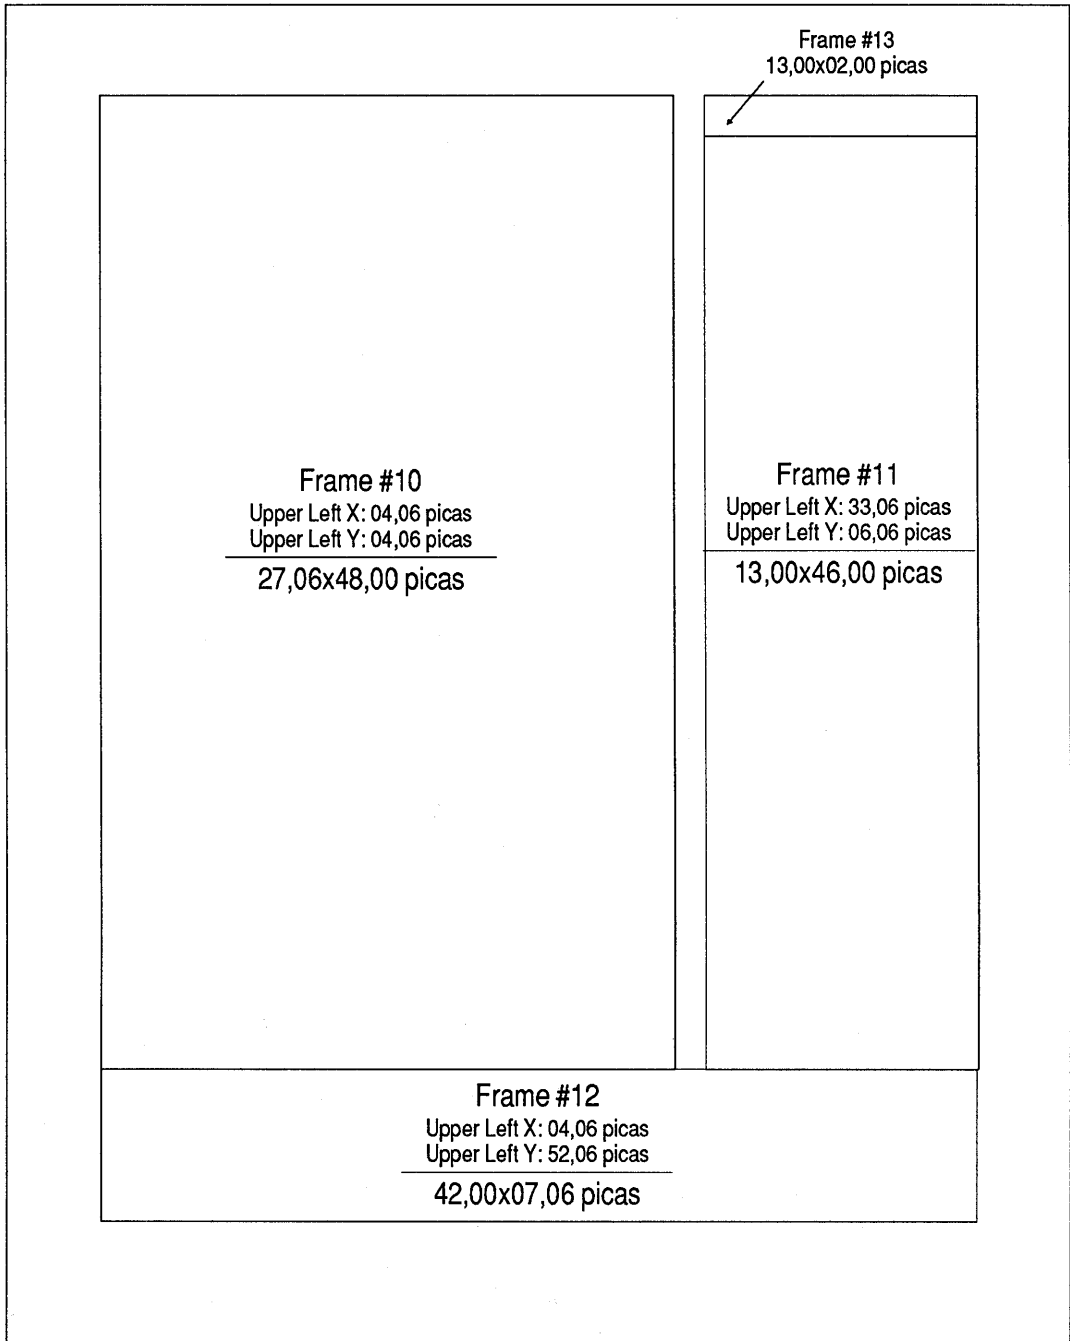 Frame #13
13,00x02,00 picas
Frame #10
Upper Left X: 04,06 picas
Upper Left Y: 04,06 picas
27,06x48,00 picas
Frame #11
Upper Left X: 33,06 picas
Upper Left Y: 06,06 picas
13,00x46,00 picas
Frame #12
Upper Left X: 04,06 picas
Upper Left Y: 52,06 picas
42,00x07,06 picas